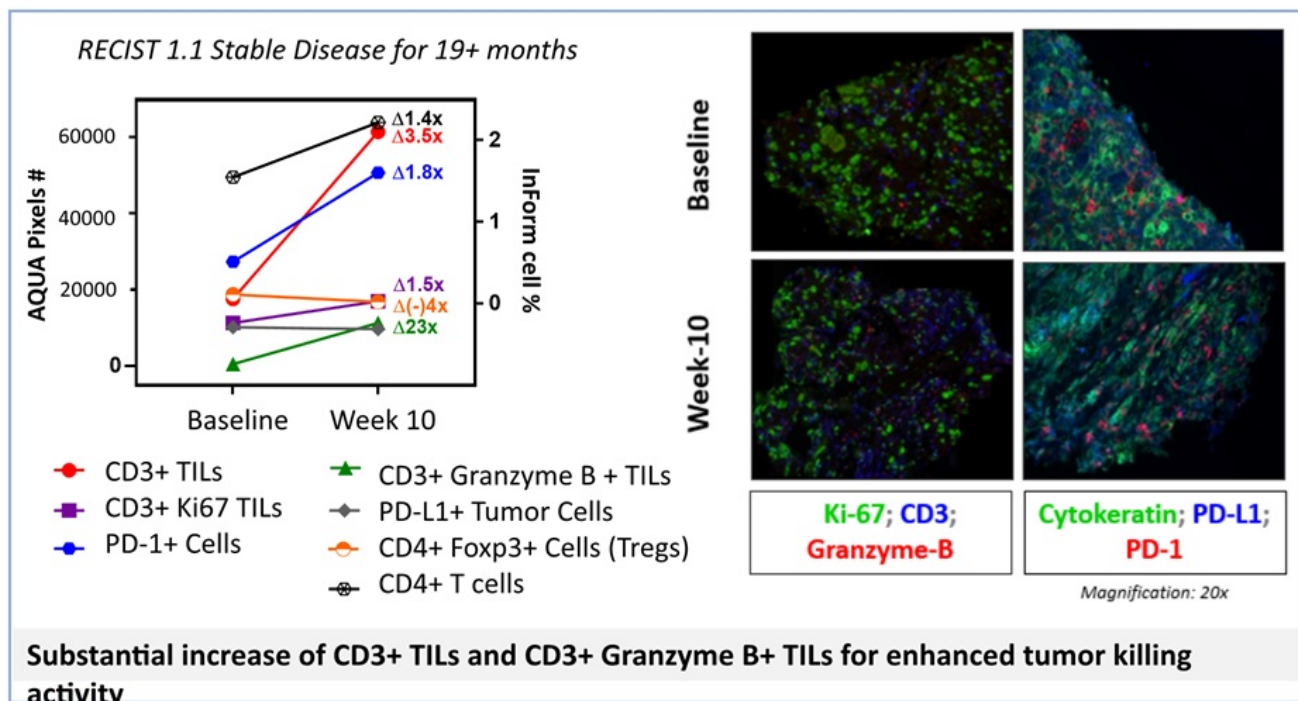 RECIST 1.1 Stable Disease for 19+ months
AQUA Pixels #
60000
40000
20000
0
2
1
0
InForm cell %
Δ1.4x
Δ3.5x
Δ1.8x
Δ1.5x
Δ(-)4x
Δ23x
Baseline
Week 10
CD3+ TILs
CD3+ Ki67 TILs
PD-1+ Cells
CD3+ Granzyme B + TILs
PD-L1+ Tumor Cells
CD4+ Foxp3+ Cells (Tregs)
CD4+ T cells
Baseline
Week-10
Ki-67; CD3;
Granzyme-B
Cytokeratin; PD-L1;
PD-1
Magnification: 20x
Substantial increase of CD3+ TILs and CD3+ Granzyme B+ TILs for enhanced tumor killing
activity